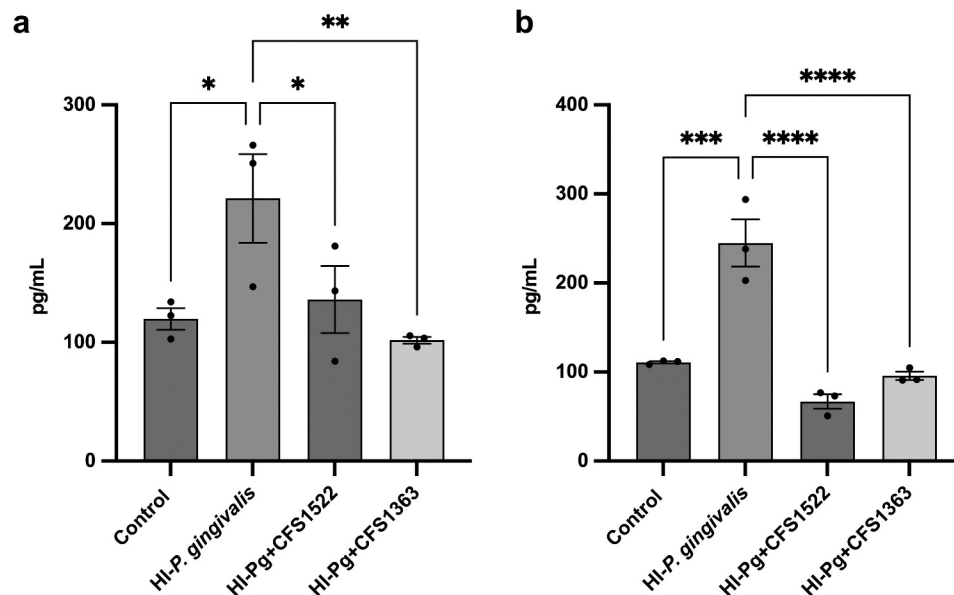 a
**
*
*
300
200
100
0
pg/mL
Control
HI-P. gingivalis
HI-Pg+CFS1522
HI-Pg+CFS1363
b
****
***
****
400
300
200
100
0
pg/mL
Control
HI-P. gingivalis
HI-Pg+CFS1522
HI-Pg+CFS1363